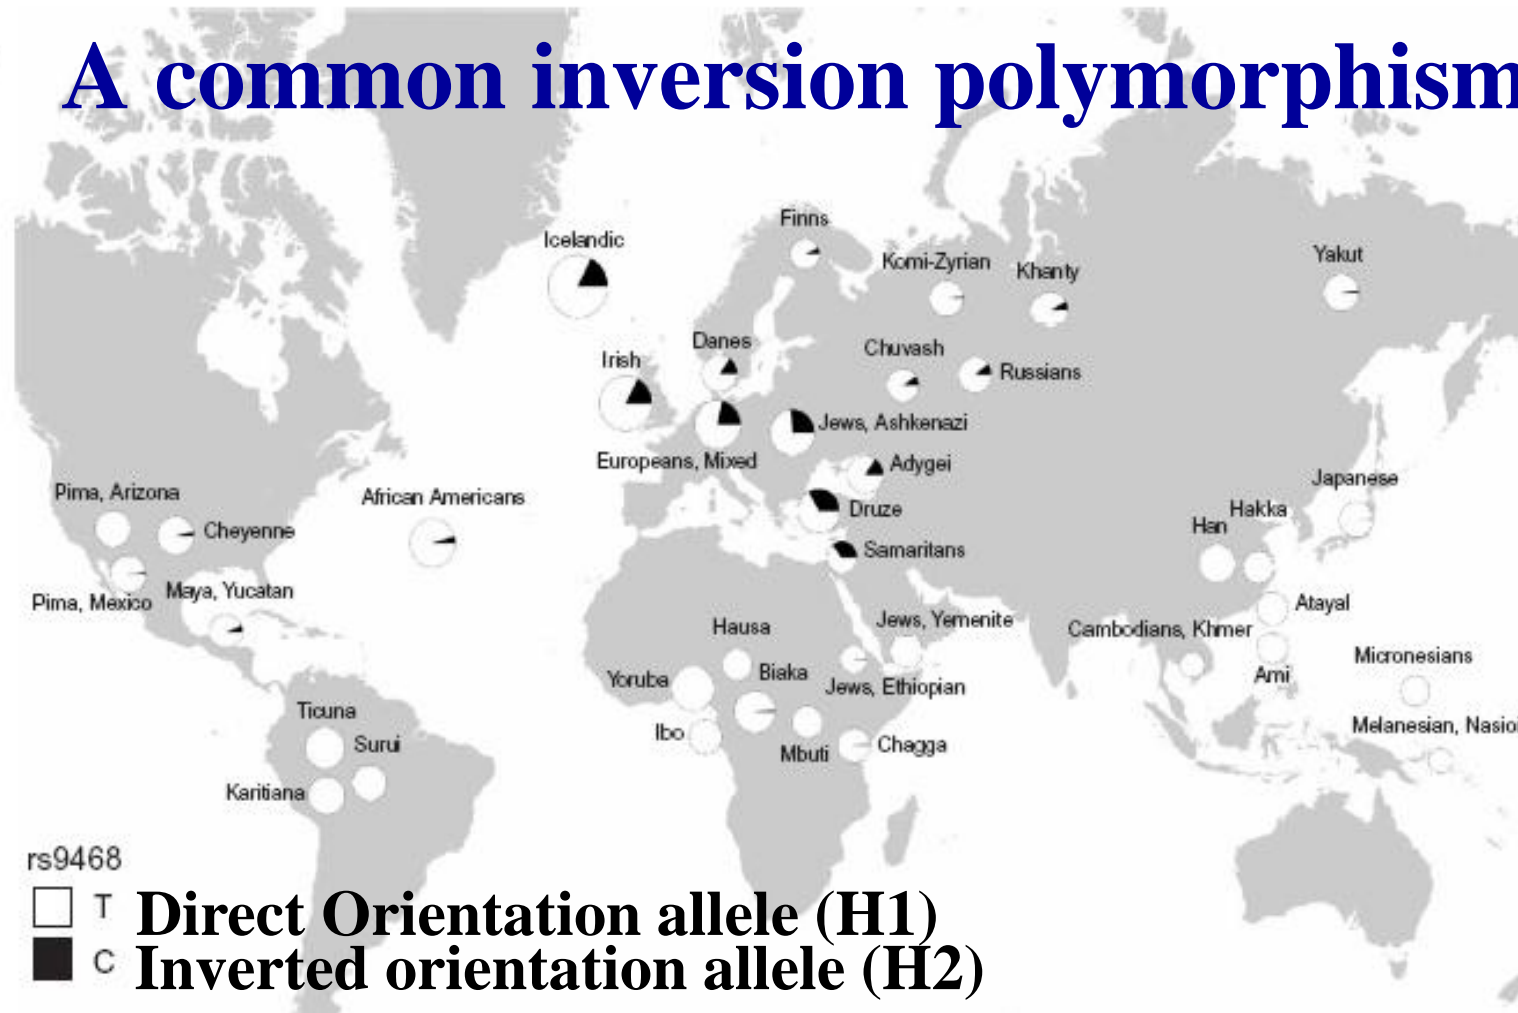 A common inversion polymorphism
Finns
Icelandic
Komi-Zyrian
Khanty
Yakut
Danes
Irish
Chuvash
Russians
Jews, Ashkenazi
Europeans, Mixed
Adygei
Pima, Arizona
African Americans
Japanese
Cheyenne
Druze
Hakka
Han
Samaritans
Maya, Yucatan
Pima, Mexico
Atayal
Hausa
Jews, Yemenite
Cambodians, Khmer
Micronesians
Yoruba
Biaka
Jews, Ethiopian
Ami
Ticuna
Ibo
Surui
Mbuti
Chagga
Melanesian, Nasioi
Karitiana
rs9468
T Direct Orientation allele (H1)
C Inverted orientation allele (H2)